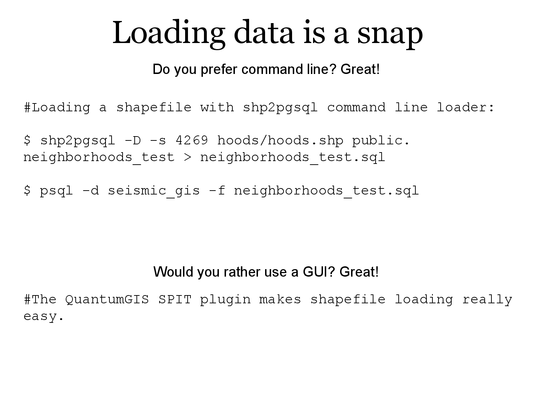 Loading data is a snap
Do you prefer command line? Great!
#Loading a shapefile with shp2pgsql command line loader:
$ shp2pgsql -D -s 4269 hoods/hoods.shp public.
neighborhoods_test > neighborhoods_test.sql
$ psql -d seismic_gis -f neighborhoods_test.sql
Would you rather use a GUI? Great!
#The QuantumGIS SPIT plugin makes shapefile loading really
easy.